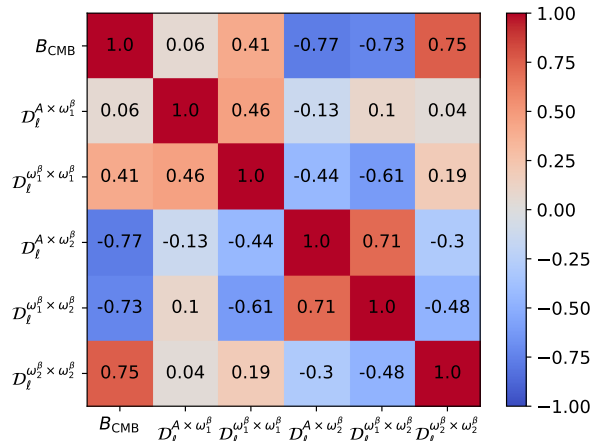 B_CMB 1.0 0.06 0.41 -0.77 -0.73 0.75
𝒟_ℓ^{A × ω_1^β} 0.06 1.0 0.46 -0.13 0.1 0.04
𝒟_ℓ^{ω_1^β × ω_1^β} 0.41 0.46 1.0 -0.44 -0.61 0.19
𝒟_ℓ^{A × ω_2^β} -0.77 -0.13 -0.44 1.0 0.71 -0.3
𝒟_ℓ^{ω_1^β × ω_2^β} -0.73 0.1 -0.61 0.71 1.0 -0.48
𝒟_ℓ^{ω_2^β × ω_2^β} 0.75 0.04 0.19 -0.3 -0.48 1.0
B_CMB 𝒟_ℓ^{A × ω_1^β} 𝒟_ℓ^{ω_1^β × ω_1^β} 𝒟_ℓ^{A × ω_2^β} 𝒟_ℓ^{ω_1^β × ω_2^β} 𝒟_ℓ^{ω_2^β × ω_2^β}
1.00
0.75
0.50
0.25
0.00
−0.25
−0.50
−0.75
−1.00